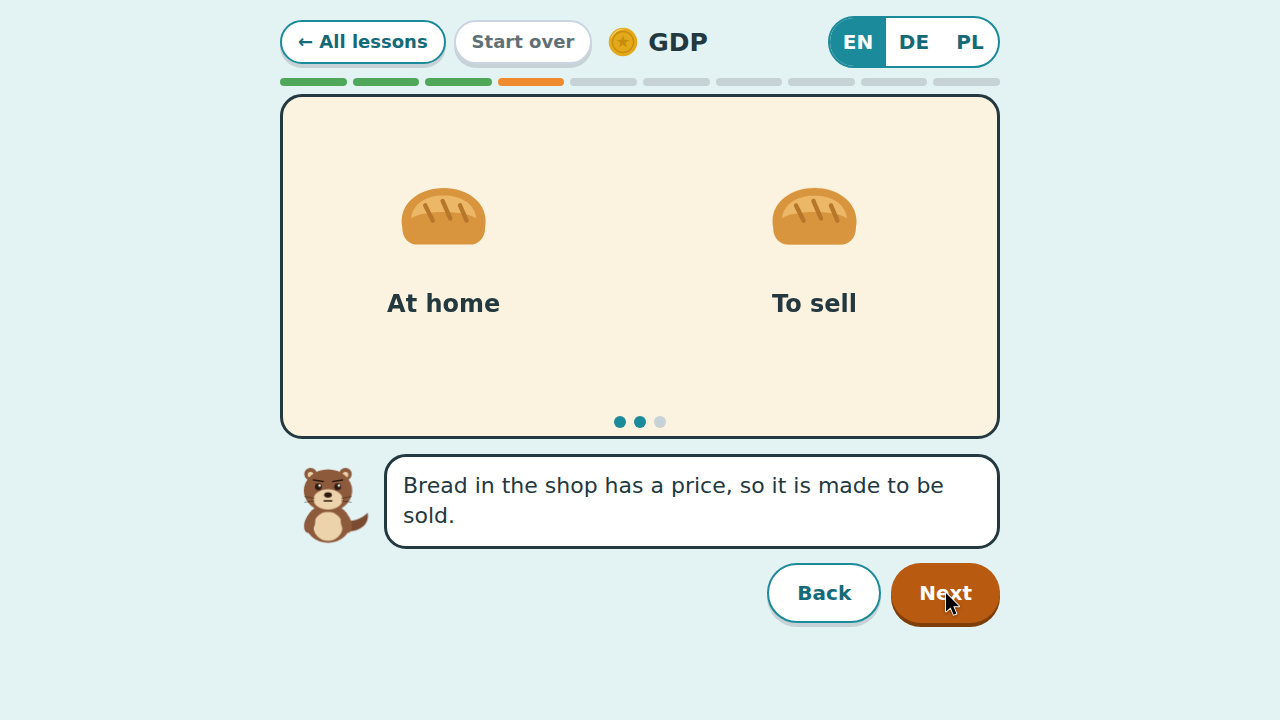 ← All lessons
Start over
GDP
EN
DE
PL
At home
To sell
Bread in the shop has a price, so it is made to be
sold.
Back
Next